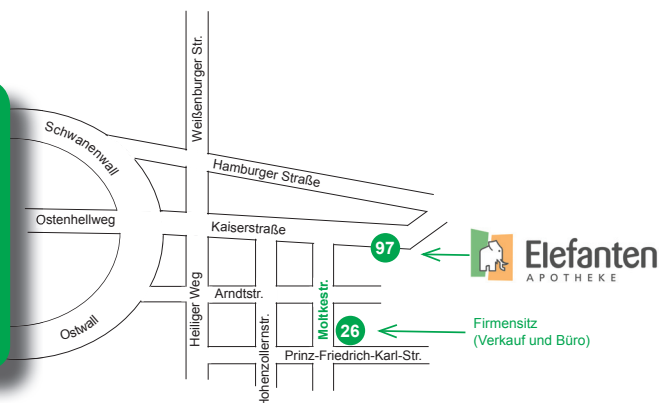 Weißenburger Str.
Schwanenwall
Hamburger Straße
Ostenhellweg
Kaiserstraße
97
Elefanten
APOTHEKE
Heiliger Weg
Arndtstr.
Moltkestr.
Ostwall
Hohenzollernstr.
26
Firmensitz
(Verkauf und Büro)
Prinz-Friedrich-Karl-Str.